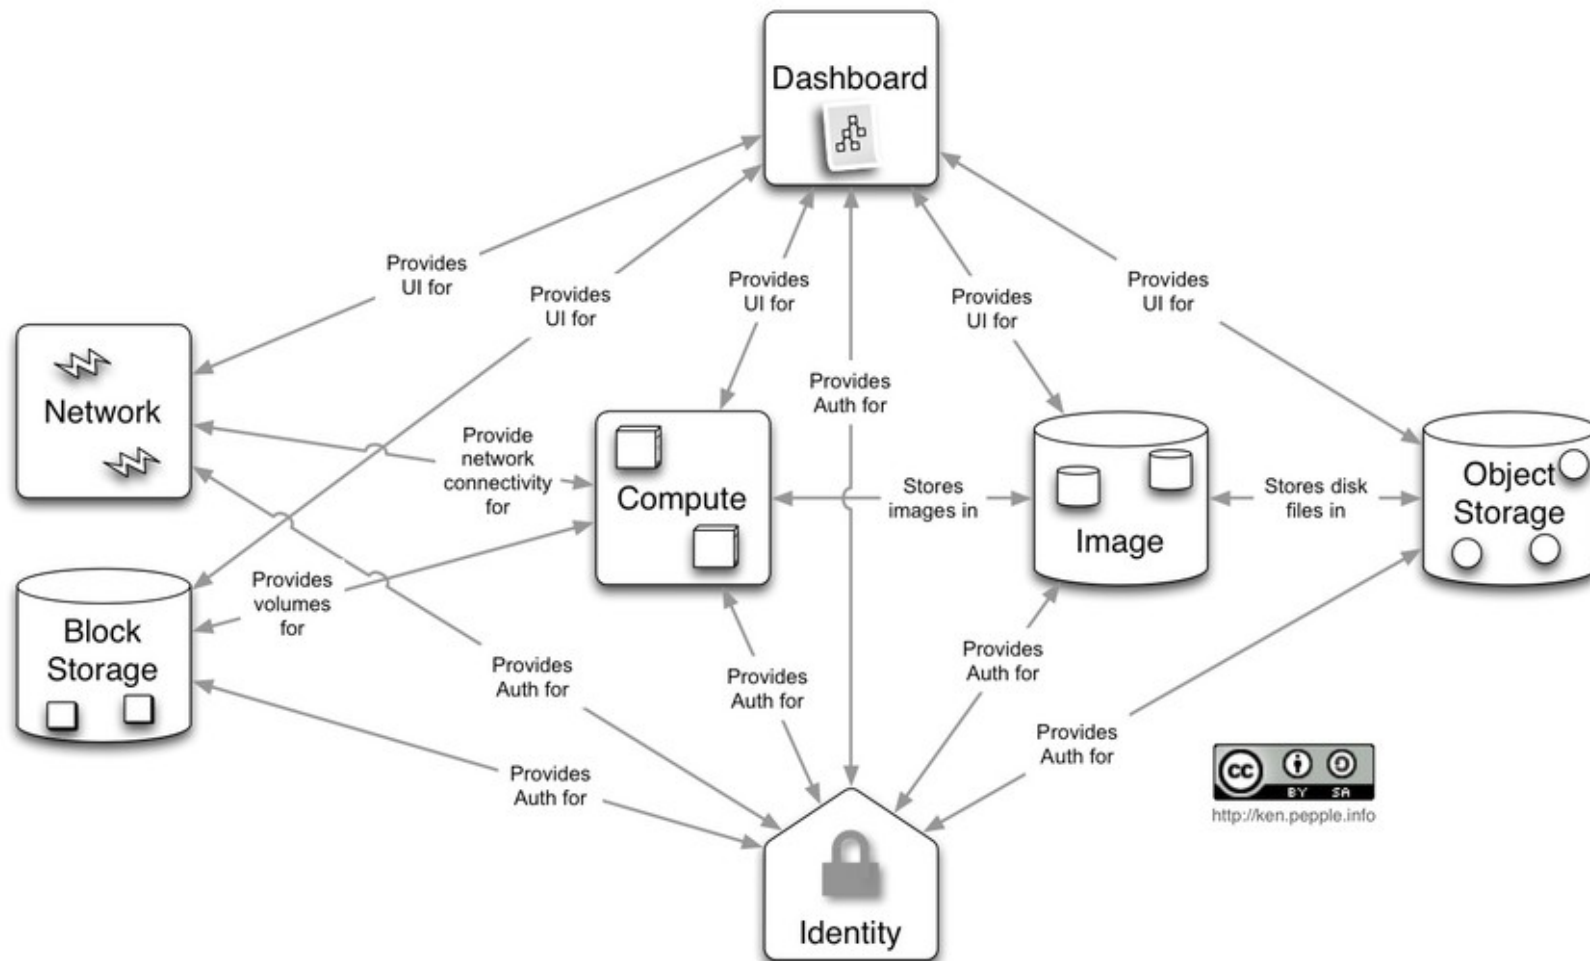 Dashboard
Provides
UI for
Provides
UI for
Provides
UI for
Provides
UI for
Provides
UI for
Network
Provides
Auth for
Provide
network
connectivity
for
Compute
Stores
images in
Image
Stores disk
files in
Object
Storage
Provides
volumes
for
Block
Storage
Provides
Auth for
Provides
Auth for
Provides
Auth for
Provides
Auth for
Provides
Auth for
cc
BY SA
http://ken.pepple.info
Identity